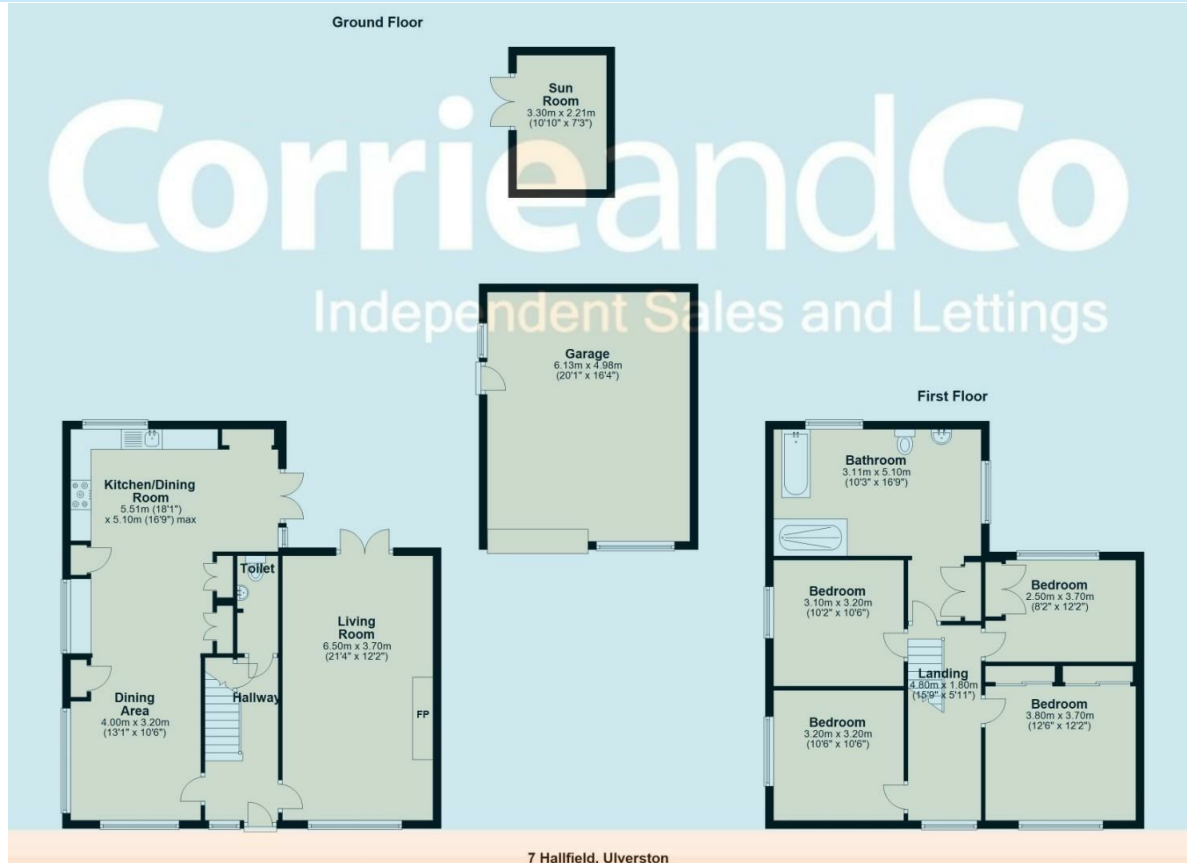 Ground Floor
Sun
Room
3.30m x 2.21m
(10'10" x 7'3")
CorrieandCo
Independent Sales and Lettings
Garage
6.13m x 4.98m
(20'1" x 16'4")
Kitchen/Dining
Room
5.51m (18'1")
x 5.10m (16'9") max
Toilet
Living
Room
6.50m x 3.70m
(21'4" x 12'2")
FP
Hallway
Dining
Area
4.00m x 3.20m
(13'1" x 10'6")
First Floor
Bathroom
3.11m x 5.10m
(10'3" x 16'9")
Bedroom
3.10m x 3.20m
(10'2" x 10'6")
Bedroom
2.50m x 3.70m
(8'2" x 12'2")
Landing
4.80m x 1.80m
(15'9" x 5'11")
Bedroom
3.20m x 3.20m
(10'6" x 10'6")
Bedroom
3.80m x 3.70m
(12'6" x 12'2")
7 Hallfield, Ulverston